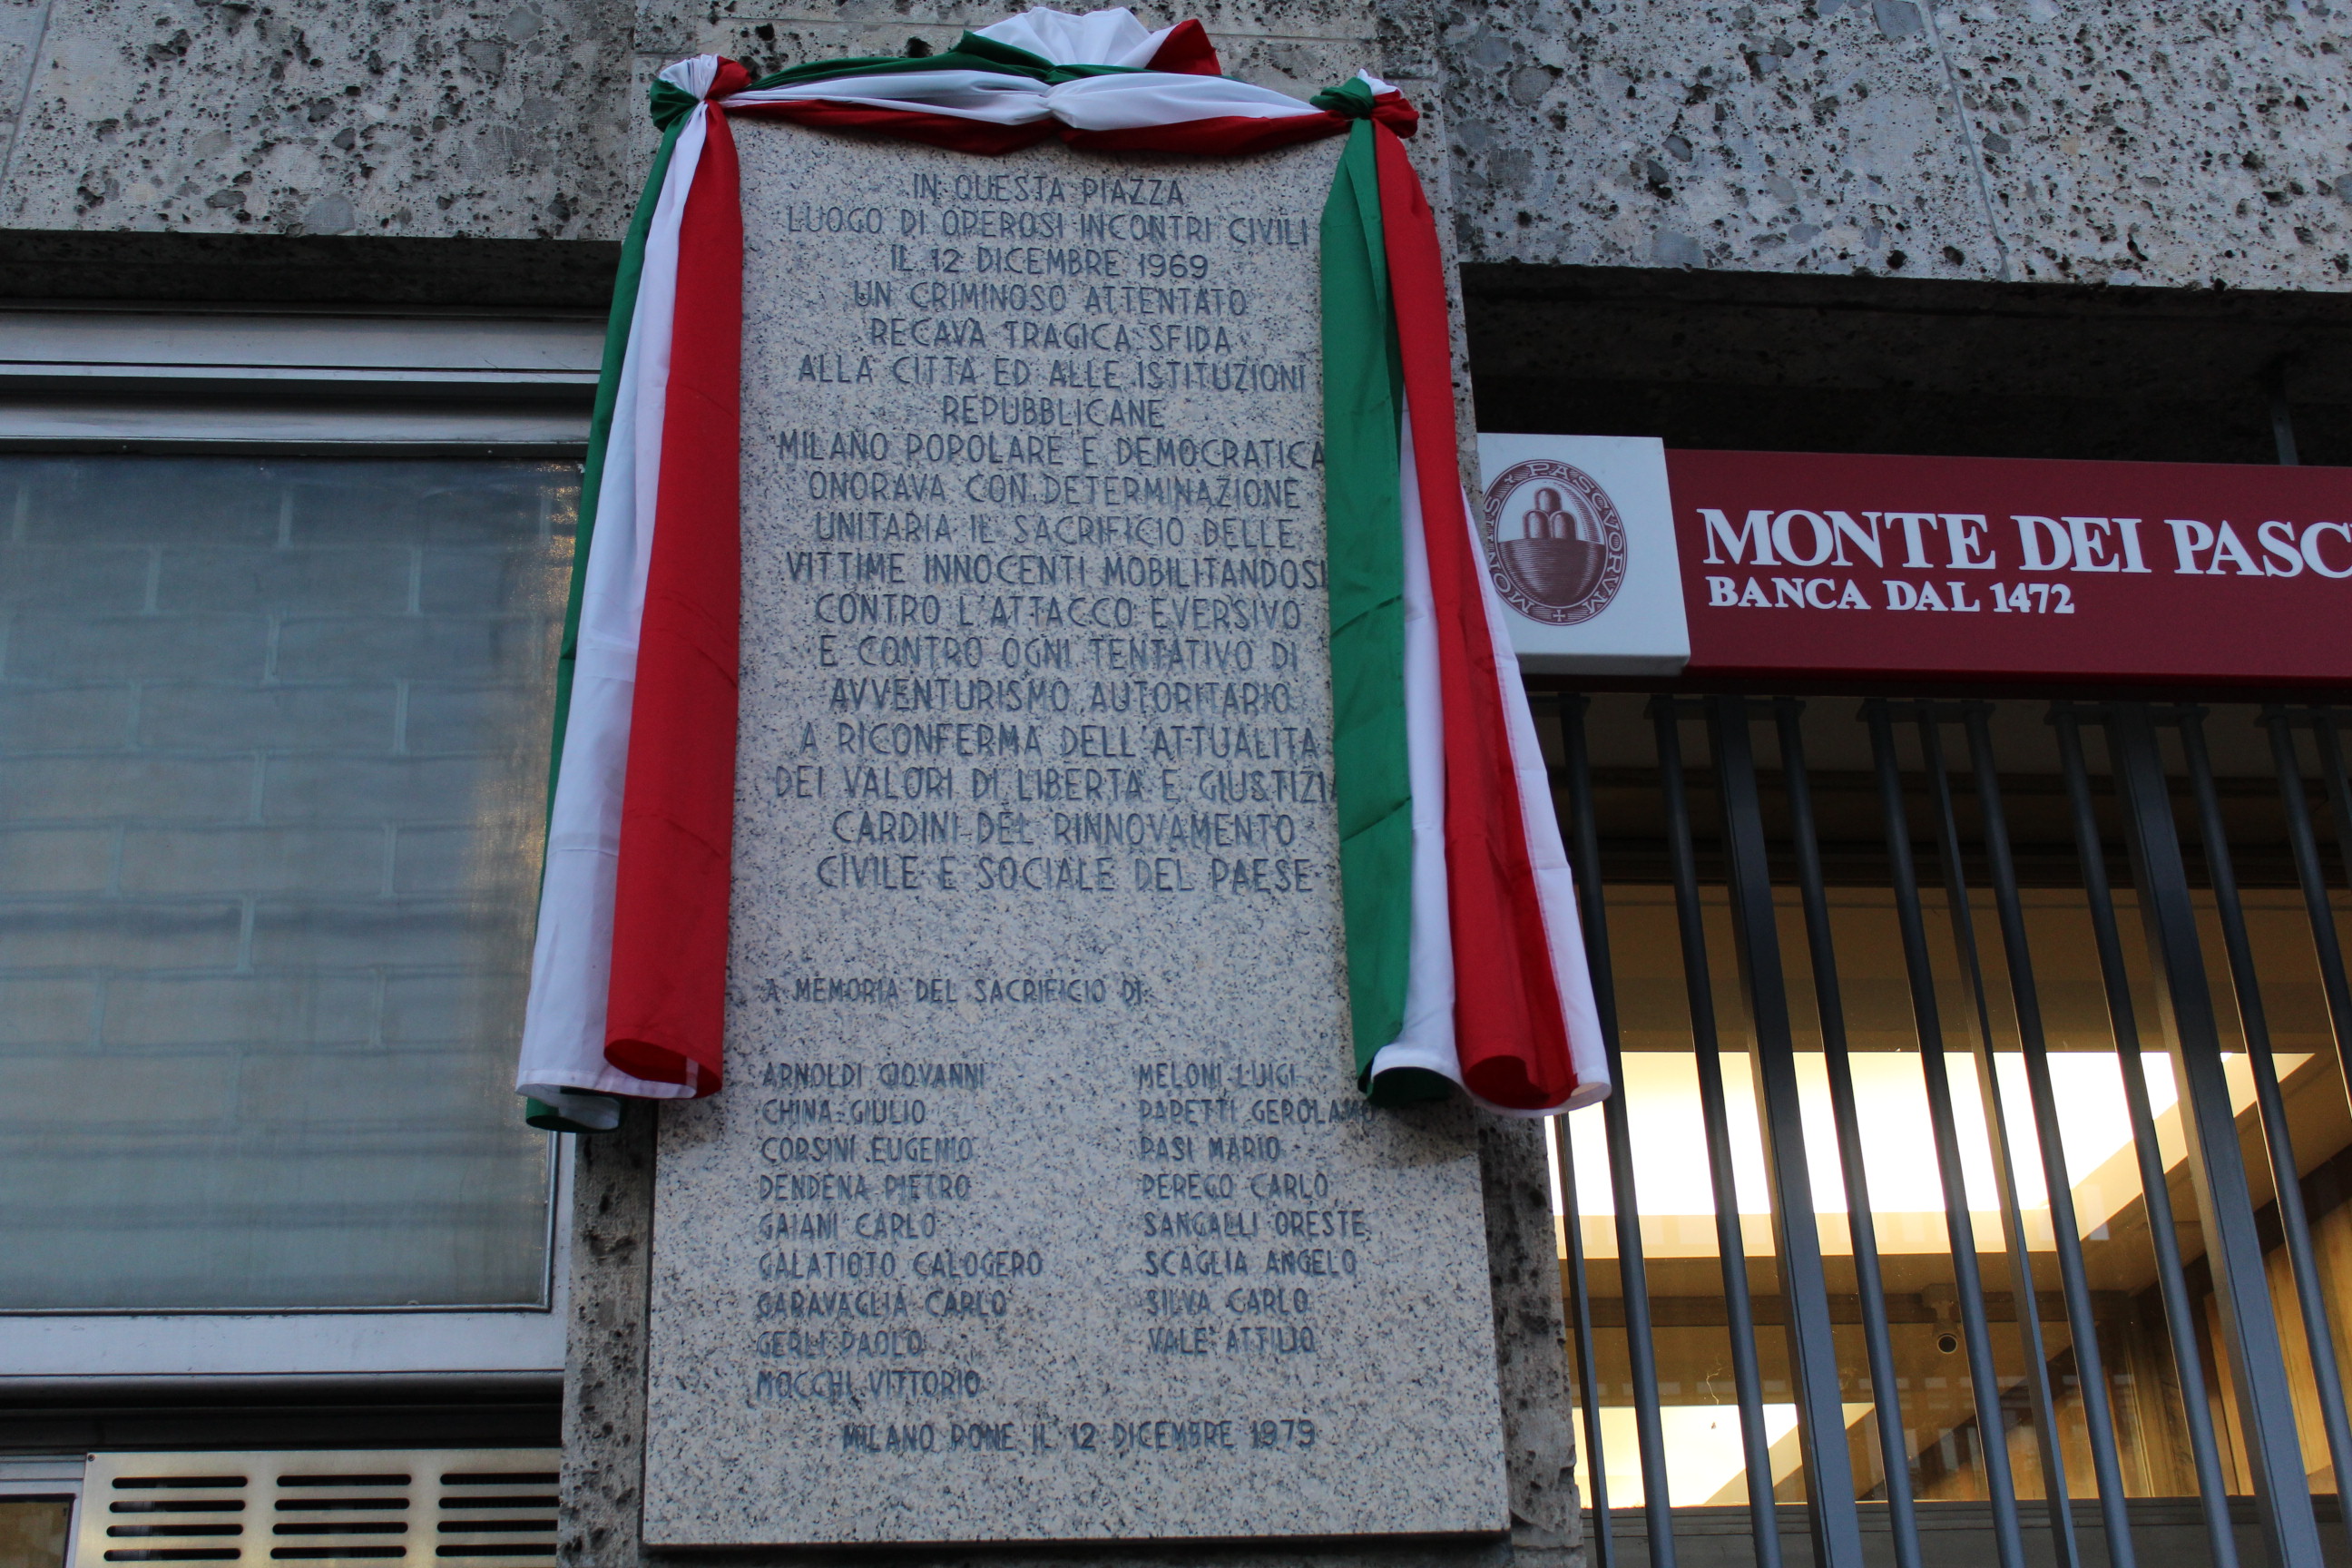 IN QUESTA PIAZZA
LUOGO DI OPEROSI INCONTRI CIVILI
IL 12 DICEMBRE 1969
UN CRIMINOSO ATTENTATO
RECAVA TRAGICA SFIDA
ALLA CITTÀ ED ALLE ISTITUZIONI
REPUBBLICANE
MILANO POPOLARE E DEMOCRATICA
ONORAVA CON DETERMINAZIONE
UNITARIA IL SACRIFICIO DELLE
VITTIME INNOCENTI MOBILITANDOSI
CONTRO L'ATTACCO EVERSIVO
E CONTRO OGNI TENTATIVO DI
AVVENTURISMO AUTORITARIO
A RICONFERMA DELL'ATTUALITA
DEI VALORI DI LIBERTÀ E GIUSTIZIA
CARDINI DEL RINNOVAMENTO
CIVILE E SOCIALE DEL PAESE
A MEMORIA DEL SACRIFICIO DI:
ARNOLDI GIOVANNI
CHINA GIULIO
CORSINI EUGENIO
DENDENA PIETRO
GAIANI CARLO
GALATIOTO CALOGERO
GARAVAGLIA CARLO
GERLI PAOLO
MOCCHI VITTORIO
MELONI LUIGI
PAPETTI GEROLAMO
PASI MARIO
PEREGO CARLO
SANGALLI ORESTE
SCAGLIA ANGELO
SILVA CARLO
VALE' ATTILIO
MILANO PONE IL 12 DICEMBRE 1979
MONTIS PASCVORVM
MONTE DEI PASC
BANCA DAL 1472